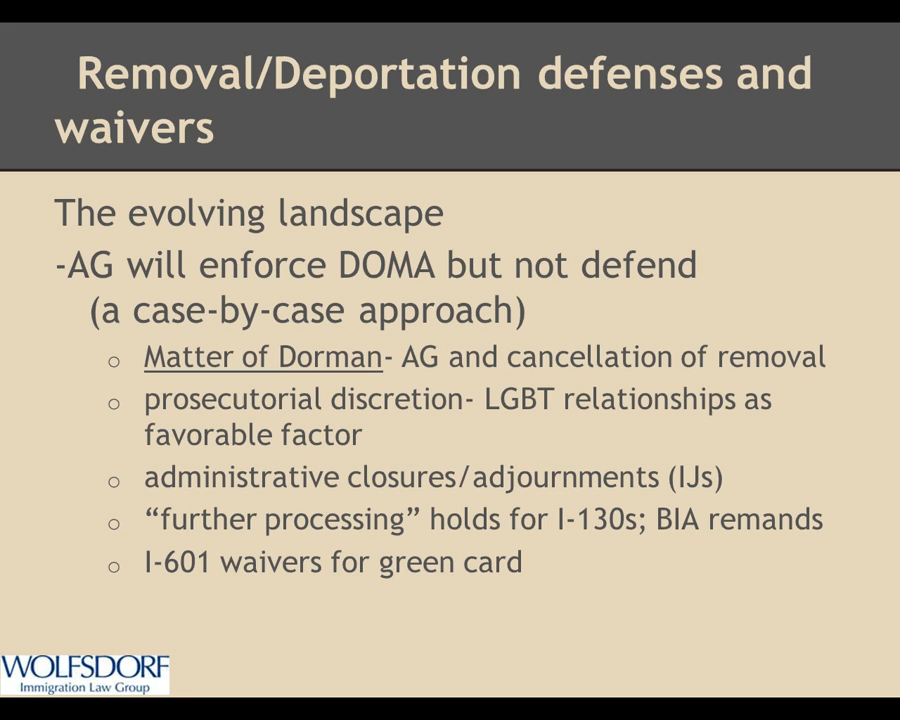 Removal/Deportation defenses and
waivers
The evolving landscape
-AG will enforce DOMA but not defend
(a case-by-case approach)
o Matter of Dorman- AG and cancellation of removal
o prosecutorial discretion- LGBT relationships as
favorable factor
o administrative closures/adjournments (IJs)
o “further processing” holds for I-130s; BIA remands
o I-601 waivers for green card
WOLFSDORF
Immigration Law Group